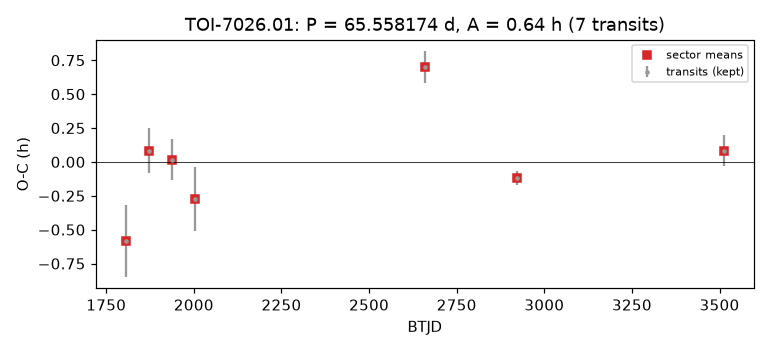 TOI-7026.01: P = 65.558174 d, A = 0.64 h (7 transits)
sector means
transits (kept)
O-C (h)
0.75
0.50
0.25
0.00
−0.25
−0.50
−0.75
1750 2000 2250 2500 2750 3000 3250 3500
BTJD